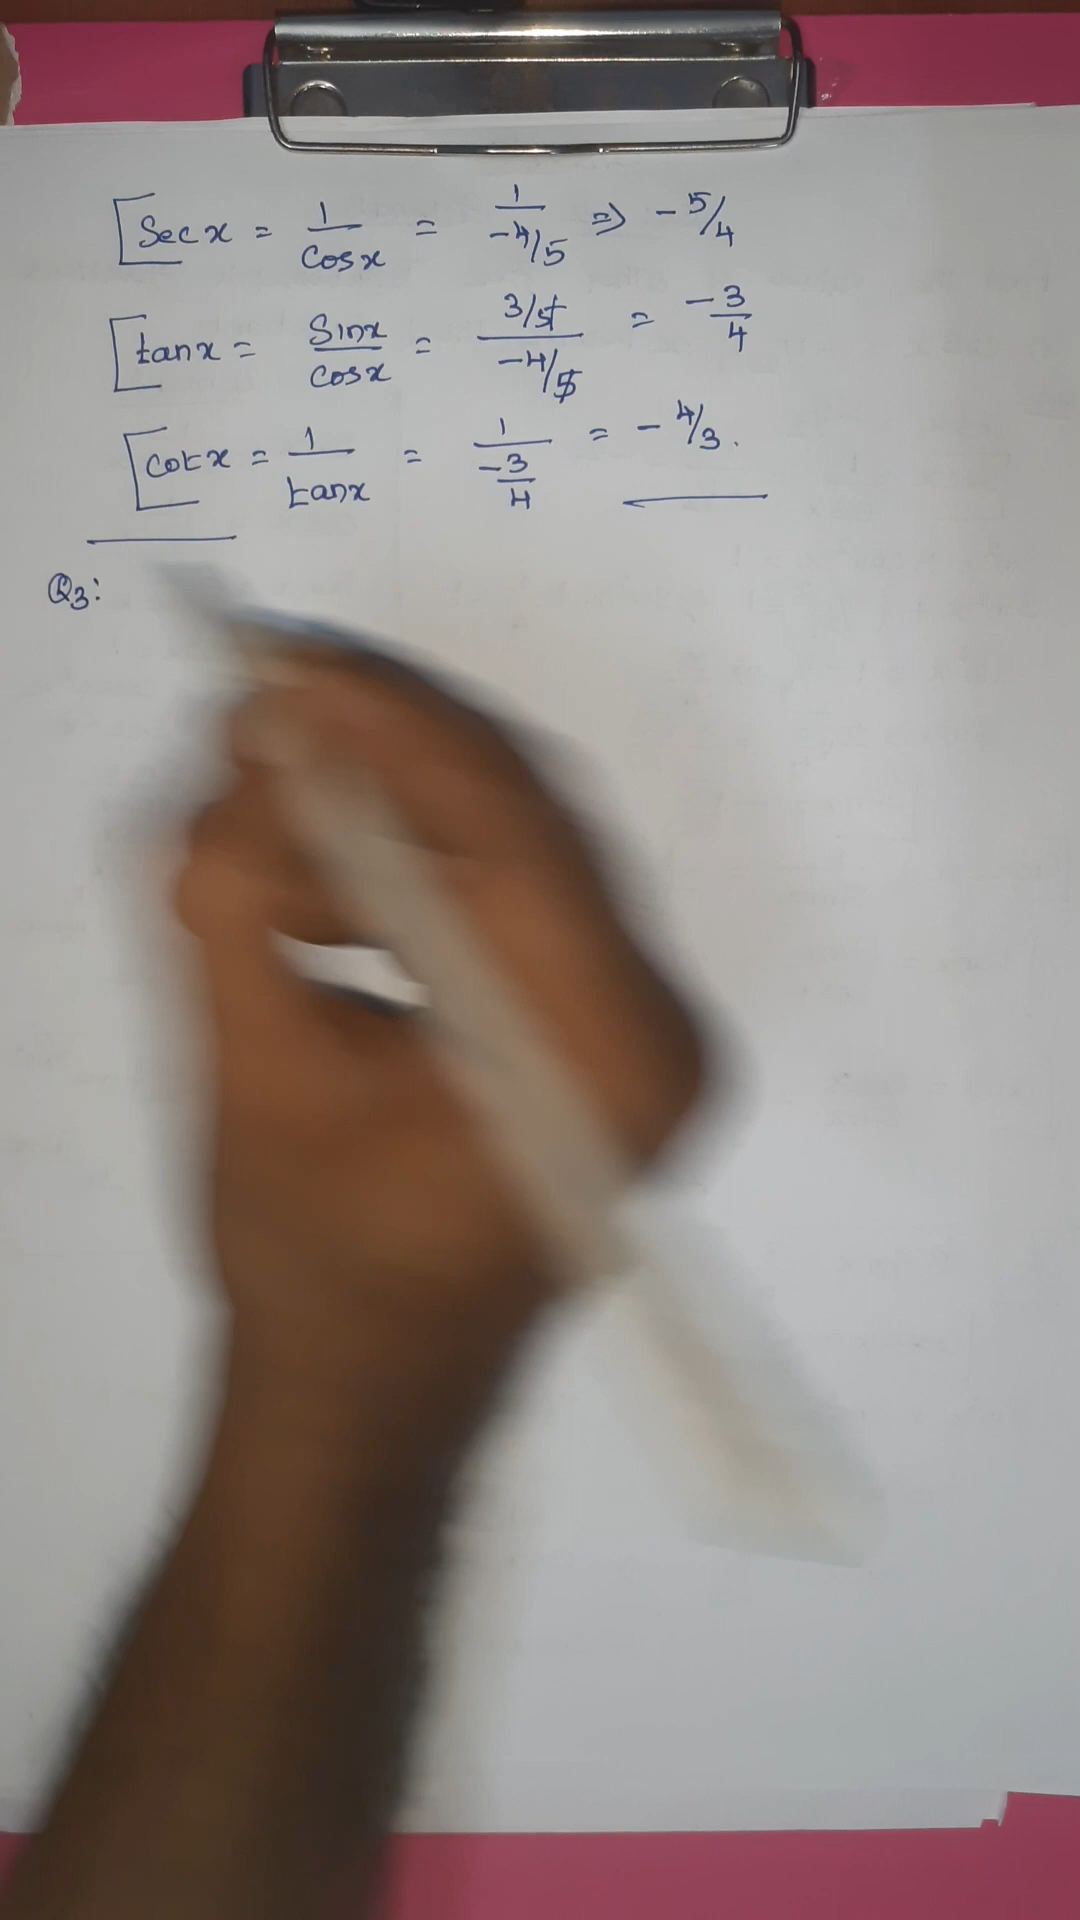 Sec x = 1/cos x = 1/(-4/5) ⇒ -5/4
tan x = Sin x/cos x = (3/5)/(-4/5) = -3/4
cot x = 1/tan x = 1/(-3/4) = -4/3.
Q3: